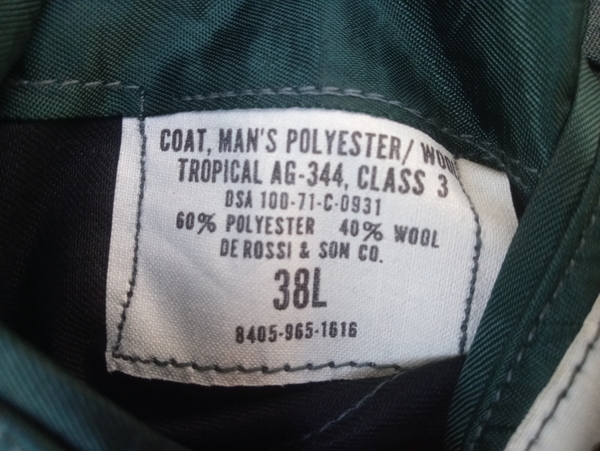 COAT, MAN'S POLYESTER/ WOOL
TROPICAL AG-344, CLASS 3
DSA 100-71-C-0931
60% POLYESTER 40% WOOL
DE ROSSI & SON CO.
38L
8405-965-1616